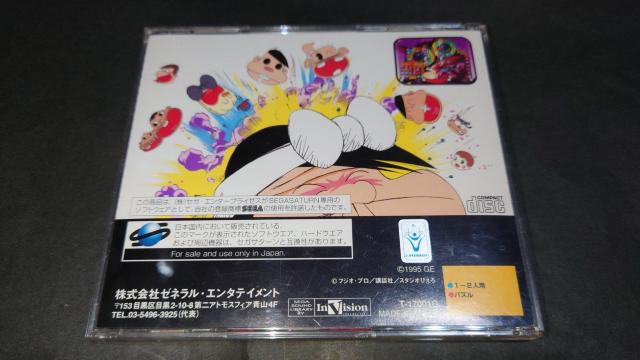 この商品は、(株)セガ・エンタープライゼスがSEGASATURN専用の
ソフトウェアとして、自社の登録商標SEGAの使用を許諾したものです。
COMPACT
disc
日本国内において販売されている、
このマークが表示されたソフトウエア、ハードウエア
および周辺機器は、セガサターンと互換性があります。
For sale and use only in Japan.
©1995 GE
©フジオ・プロ/講談社/スタジオぴえろ
株式会社ゼネラル・エンタテイメント
〒153 目黒区目黒2-10-8 第二アトモスフィア青山4F
TEL.03-5496-3925(代表)
SEGA
SOUND
LIBRARY
BY
InVision
T-17001G
MADE
●1~2人用
●パズル